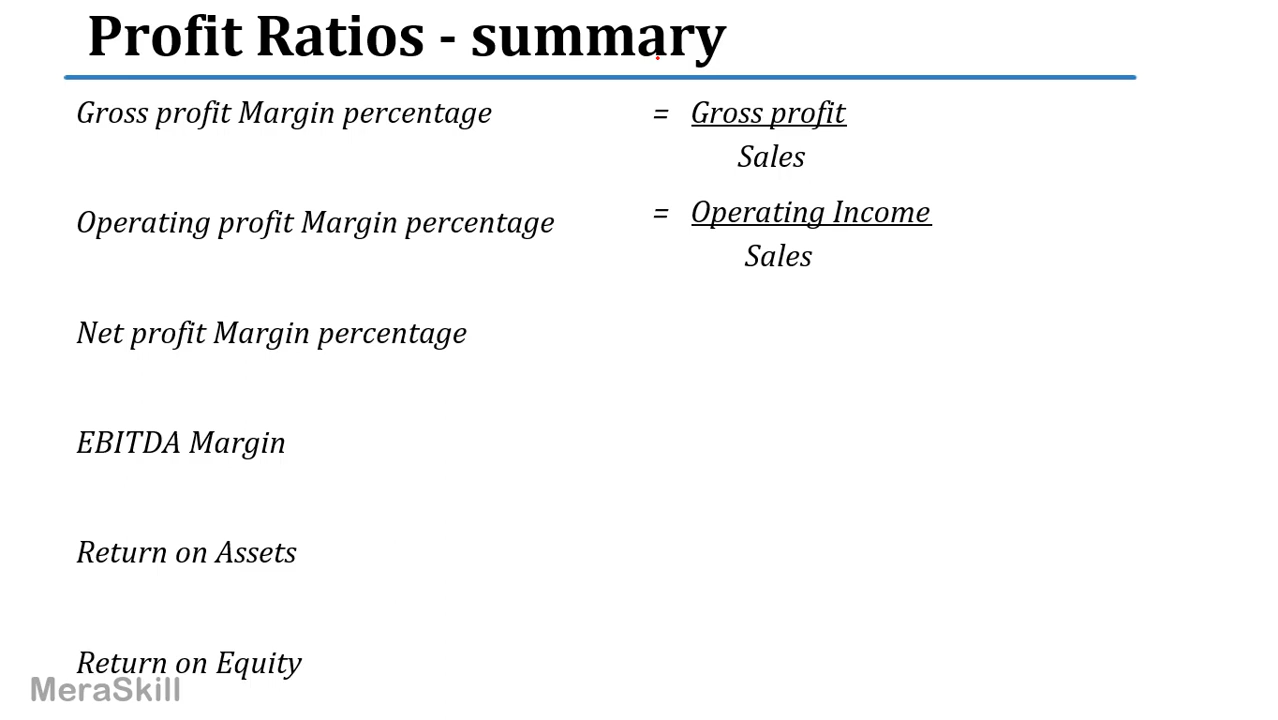 Profit Ratios - summary
Gross profit Margin percentage = Gross profit
Sales
Operating profit Margin percentage = Operating Income
Sales
Net profit Margin percentage
EBITDA Margin
Return on Assets
Return on Equity
MeraSkill